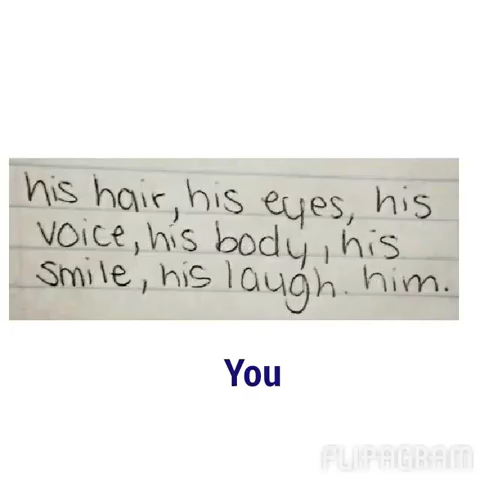 his hair, his eyes, his
voice, his body, his
smile, his laugh. him.
You
FLIPAGRAM